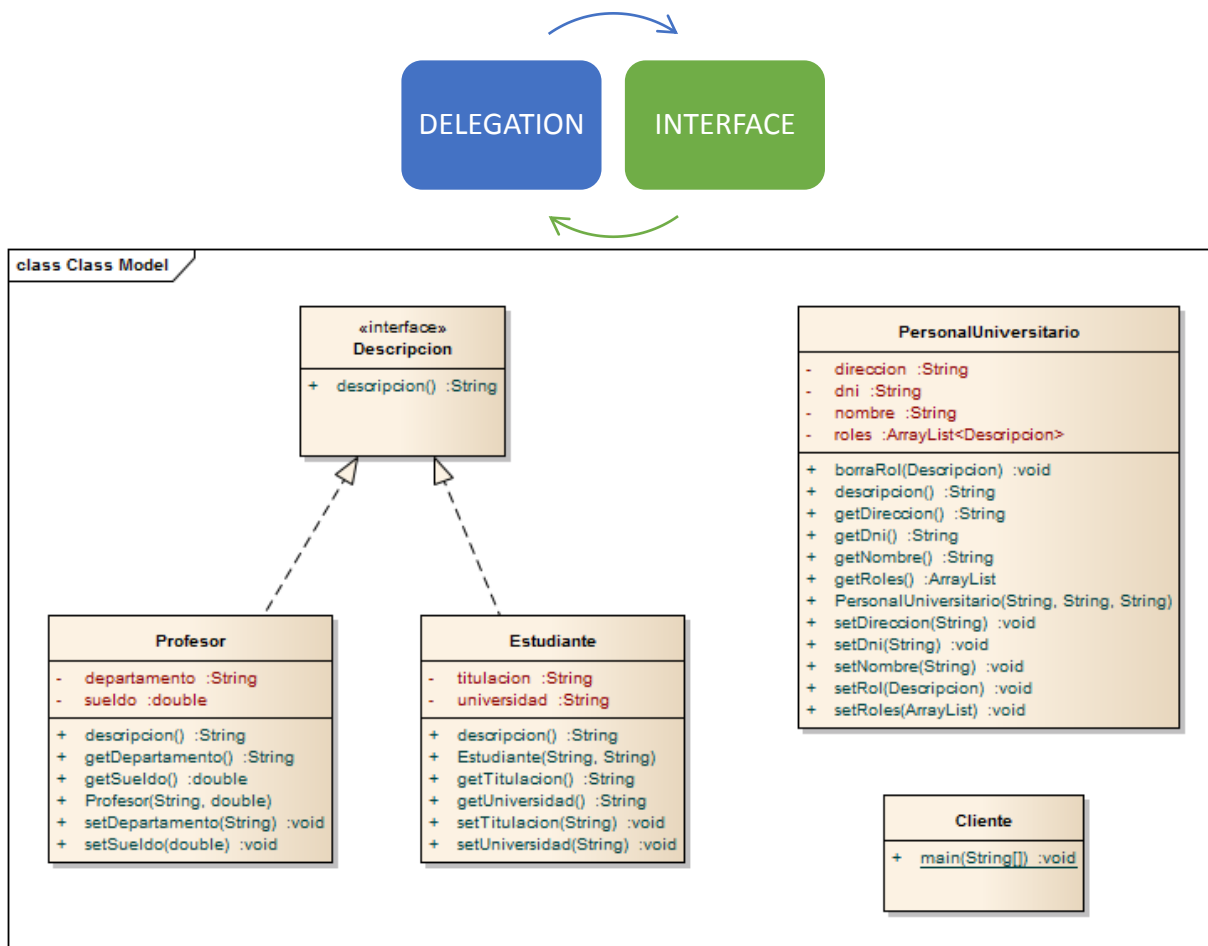 DELEGATION
INTERFACE
class Class Model
«interface»
Descripcion
+ descripcion() :String
PersonalUniversitario
- direccion :String
- dni :String
- nombre :String
- roles :ArrayList<Descripcion>
+ borraRol(Descripcion) :void
+ descripcion() :String
+ getDireccion() :String
+ getDni() :String
+ getNombre() :String
+ getRoles() :ArrayList
+ PersonalUniversitario(String, String, String)
+ setDireccion(String) :void
+ setDni(String) :void
+ setNombre(String) :void
+ setRol(Descripcion) :void
+ setRoles(ArrayList) :void
Profesor
- departamento :String
- sueldo :double
+ descripcion() :String
+ getDepartamento() :String
+ getSueldo() :double
+ Profesor(String, double)
+ setDepartamento(String) :void
+ setSueldo(double) :void
Estudiante
- titulacion :String
- universidad :String
+ descripcion() :String
+ Estudiante(String, String)
+ getTitulacion() :String
+ getUniversidad() :String
+ setTitulacion(String) :void
+ setUniversidad(String) :void
Cliente
+ main(String[]) :void